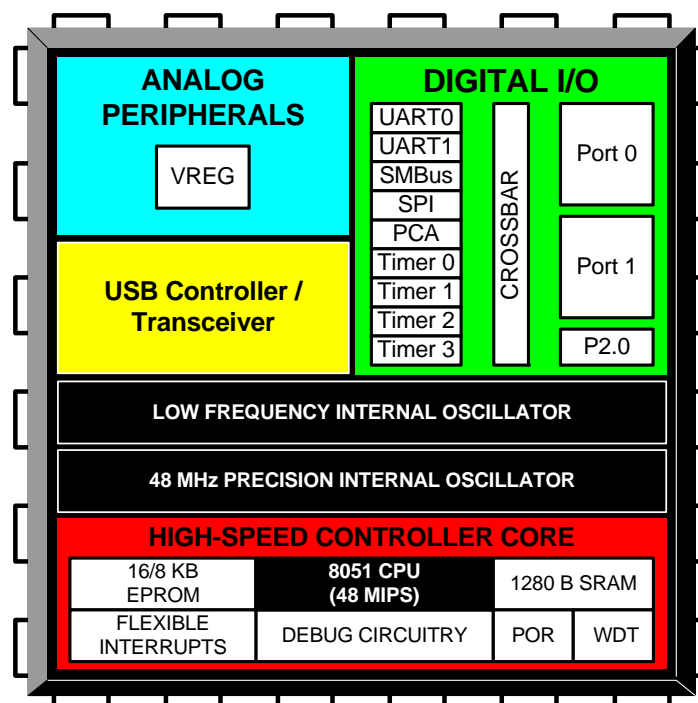 ANALOG
PERIPHERALS
VREG
USB Controller /
Transceiver
DIGITAL I/O
UART0
UART1
SMBus
SPI
PCA
Timer 0
Timer 1
Timer 2
Timer 3
CROSSBAR
Port 0
Port 1
P2.0
LOW FREQUENCY INTERNAL OSCILLATOR
48 MHz PRECISION INTERNAL OSCILLATOR
HIGH-SPEED CONTROLLER CORE
16/8 KB
EPROM
8051 CPU
(48 MIPS)
1280 B SRAM
FLEXIBLE
INTERRUPTS
DEBUG CIRCUITRY
POR
WDT